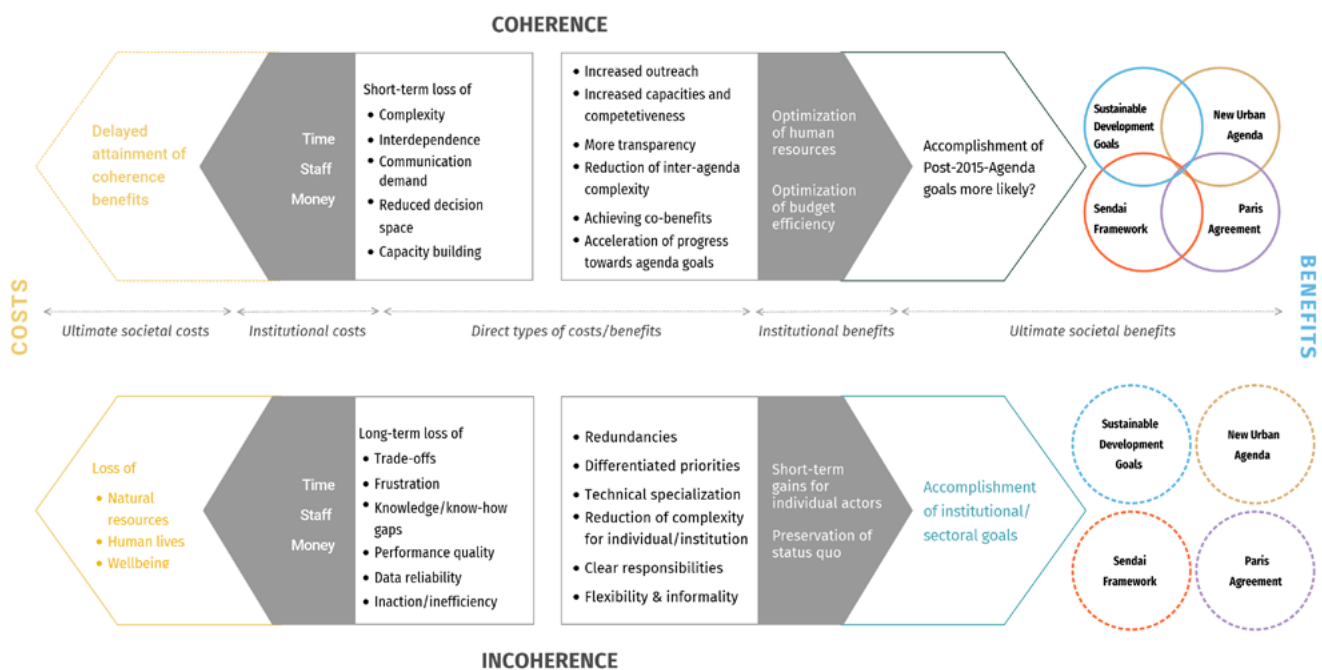 COHERENCE
Delayed
attainment of
coherence
benefits
Time
Staff
Money
Short-term loss of
• Complexity
• Interdependence
• Communication
demand
• Reduced decision
space
• Capacity building
• Increased outreach
• Increased capacities and
competetiveness
• More transparency
• Reduction of inter-agenda
complexity
• Achieving co-benefits
• Acceleration of progress
towards agenda goals
Optimization
of human
resources
Optimization
of budget
efficiency
Accomplishment of
Post-2015-Agenda
goals more likely?
Sustainable
Development
Goals
New Urban
Agenda
Sendai
Framework
Paris
Agreement
COSTS
Ultimate societal costs
Institutional costs
Direct types of costs/benefits
Institutional benefits
Ultimate societal benefits
BENEFITS
Loss of
• Natural
resources
• Human lives
• Wellbeing
Time
Staff
Money
Long-term loss of
• Trade-offs
• Frustration
• Knowledge/know-how
gaps
• Performance quality
• Data reliability
• Inaction/inefficiency
• Redundancies
• Differentiated priorities
• Technical specialization
• Reduction of complexity
for individual/institution
• Clear responsibilities
• Flexibility & informality
Short-term
gains for
individual actors
Preservation of
status quo
Accomplishment
of institutional/
sectoral goals
Sustainable
Development
Goals
New Urban
Agenda
Sendai
Framework
Paris
Agreement
INCOHERENCE